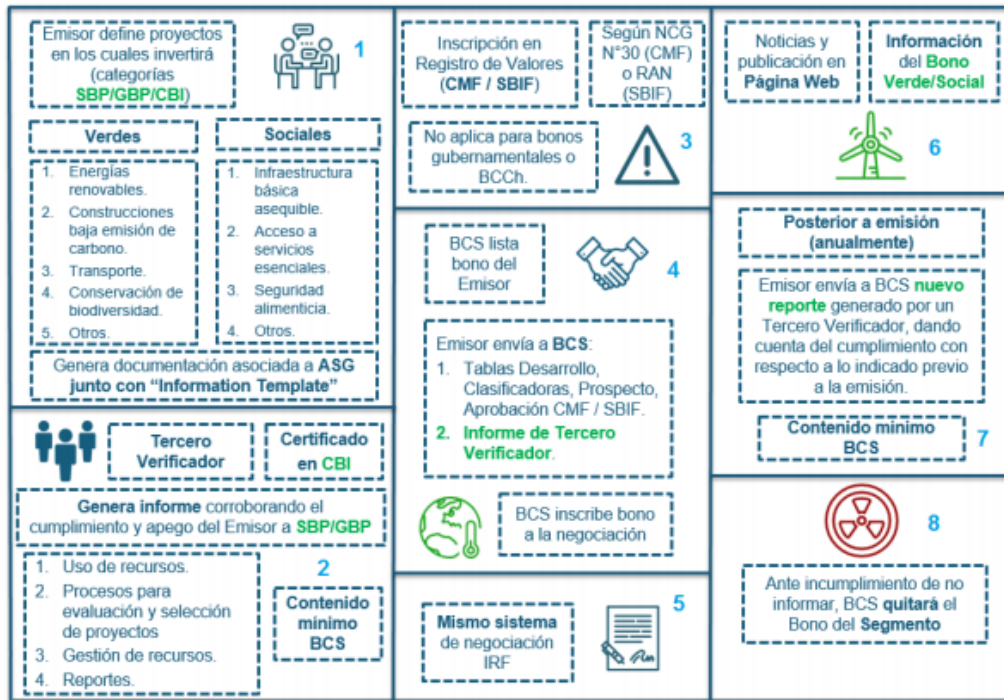 Emisor define proyectos
en los cuales invertirá
(categorías
SBP/GBP/CBI)
1
Verdes
1. Energías
renovables.
2. Construcciones
baja emisión de
carbono.
3. Transporte.
4. Conservación de
biodiversidad.
5. Otros.
Sociales
1. Infraestructura
básica
asequible.
2. Acceso a
servicios
esenciales.
3. Seguridad
alimenticia.
4. Otros.
Genera documentación asociada a ASG
junto con “Information Template”
Tercero
Verificador
Certificado
en CBI
Genera informe corroborando el
cumplimiento y apego del Emisor a SBP/GBP
1. Uso de recursos.
2. Procesos para
evaluación y selección
de proyectos
3. Gestión de recursos.
4. Reportes.
2
Contenido
mínimo
BCS
Inscripción en
Registro de Valores
(CMF / SBIF)
Según NCG
N°30 (CMF)
o RAN
(SBIF)
No aplica para bonos
gubernamentales o
BCCh.
3
BCS lista
bono del
Emisor
4
Emisor envía a BCS:
1. Tablas Desarrollo,
Clasificadoras, Prospecto,
Aprobación CMF / SBIF.
2. Informe de Tercero
Verificador.
BCS inscribe bono
a la negociación
Mismo sistema
de negociación
IRF
5
Noticias y
publicación en
Página Web
Información
del Bono
Verde/Social
6
Posterior a emisión
(anualmente)
Emisor envía a BCS nuevo
reporte generado por un
Tercero Verificador, dando
cuenta del cumplimiento con
respecto a lo indicado previo
a la emisión.
Contenido mínimo
BCS
7
8
Ante incumplimiento de no
informar, BCS quitará el
Bono del Segmento